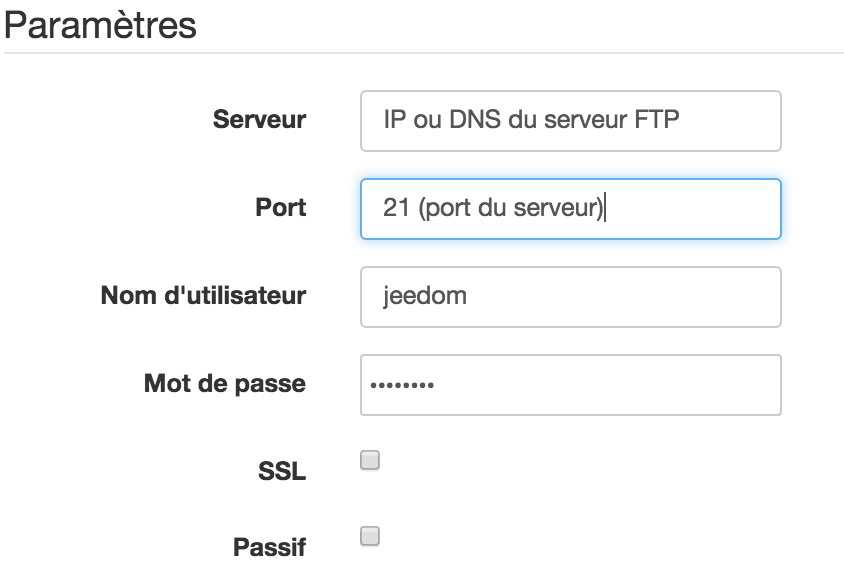 Paramètres
Serveur IP ou DNS du serveur FTP
Port 21 (port du serveur)
Nom d'utilisateur jeedom
Mot de passe ••••••••
SSL
Passif